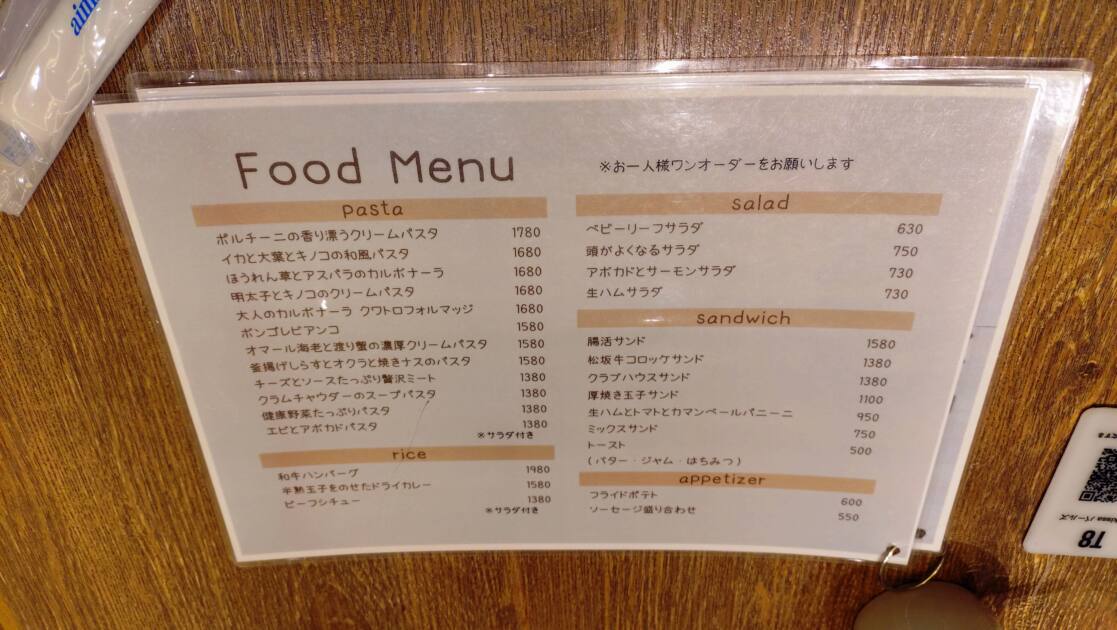 Food Menu
※お一人様ワンオーダーをお願いします
pasta
ポルチーニの香り漂うクリームパスタ 1780
イカと大葉とキノコの和風パスタ 1680
ほうれん草とアスパラのカルボナーラ 1680
明太子とキノコのクリームパスタ 1680
大人のカルボナーラ クワトロフォルマッジ 1680
ボンゴレビアンコ 1580
オマール海老と渡り蟹の濃厚クリームパスタ 1580
釜揚げしらすとオクラと焼きナスのパスタ 1580
チーズとソースたっぷり贅沢ミート 1380
クラムチャウダーのスープパスタ 1380
健康野菜たっぷりパスタ 1380
エビとアボカドパスタ 1380
※サラダ付き
rice
和牛ハンバーグ 1980
半熟玉子をのせたドライカレー 1580
ビーフシチュー 1380
※サラダ付き
salad
ベビーリーフサラダ 630
頭がよくなるサラダ 750
アボカドとサーモンサラダ 730
生ハムサラダ 730
sandwich
腸活サンド 1580
松坂牛コロッケサンド 1380
クラブハウスサンド 1380
厚焼き玉子サンド 1100
生ハムとトマトとカマンベールパニーニ 950
ミックスサンド 750
トースト 500
(バター・ジャム・はちみつ)
appetizer
フライドポテト 600
ソーセージ盛り合わせ 550
T8